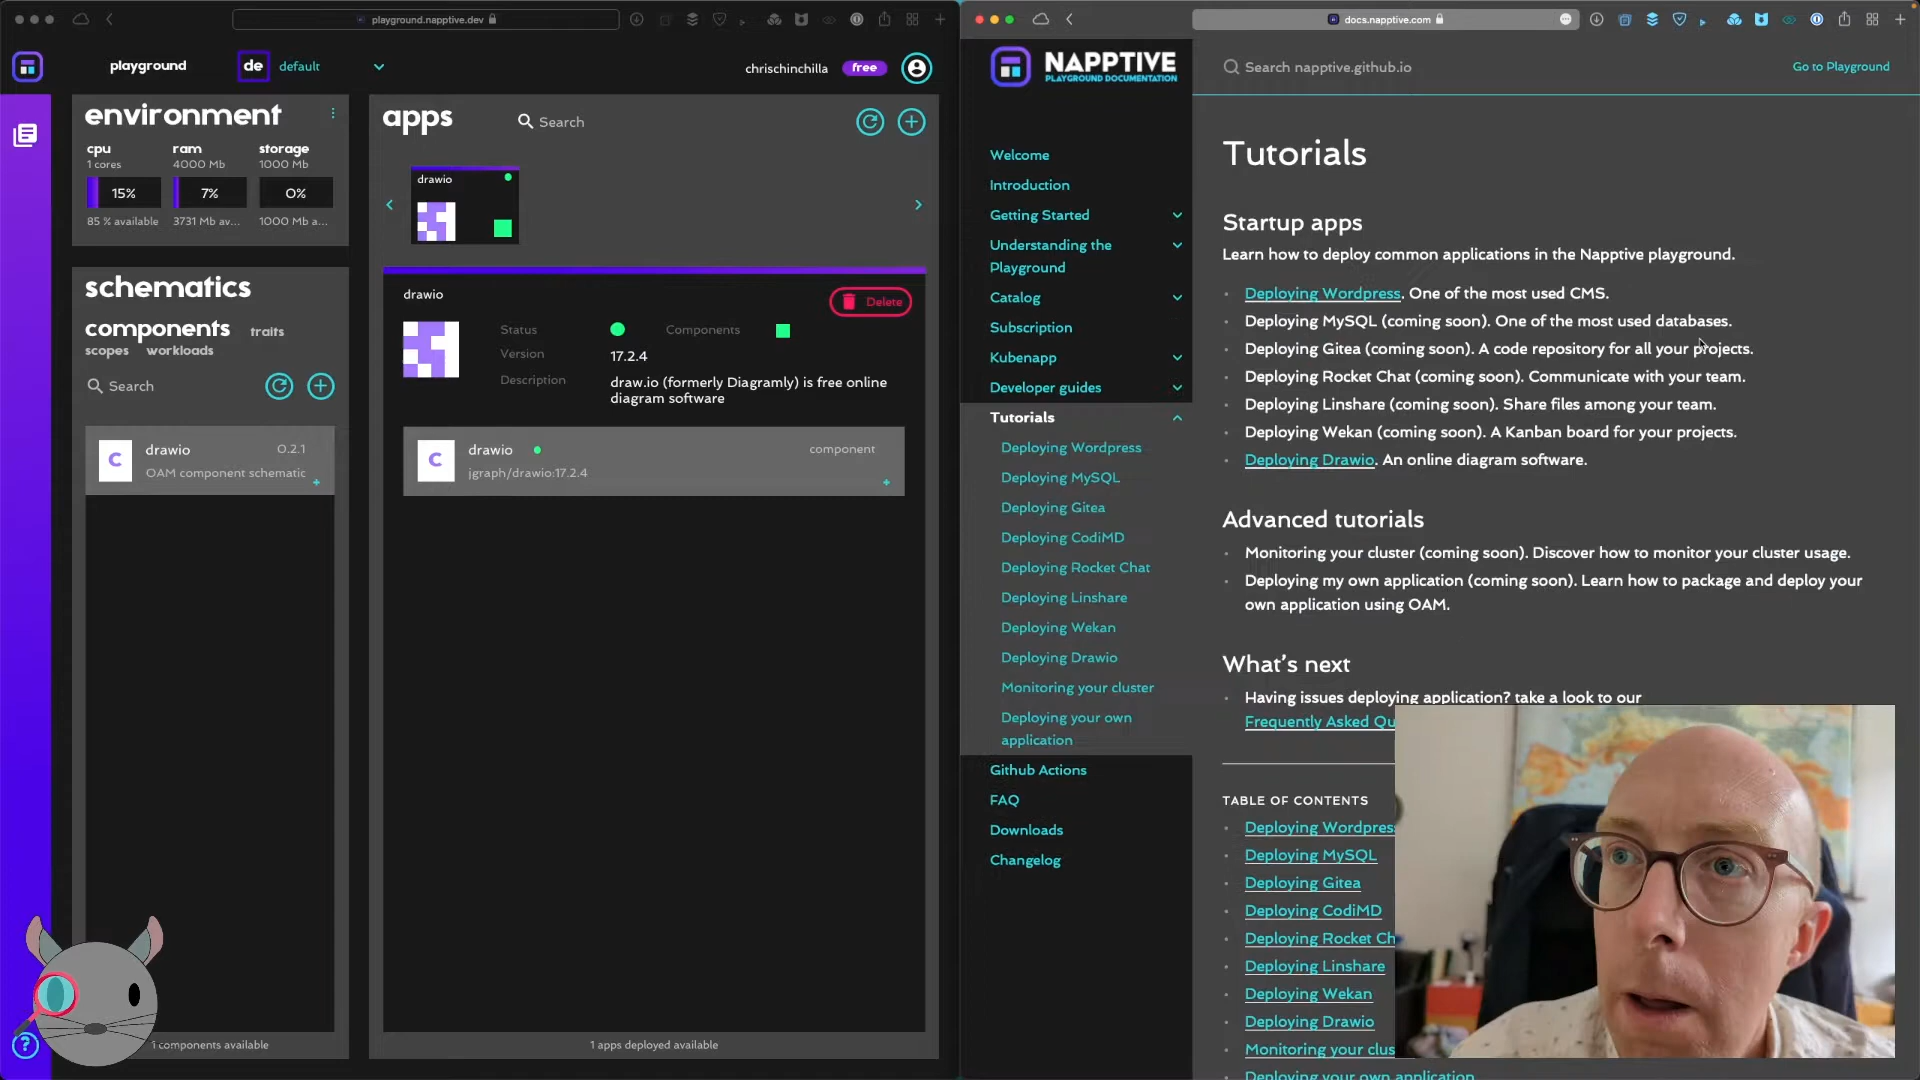 playground.napptive.dev
playground
de
default
chrischinchilla
free
environment
cpu
1 cores
15%
85 % available
ram
4000 Mb
7%
3731 Mb av...
storage
1000 Mb
0%
1000 Mb a...
schematics
components
traits
scopes
workloads
Search
C
drawio
0.2.1
OAM component schematic
+
1 components available
apps
Search
drawio
drawio
Delete
Status
Components
Version
17.2.4
Description
draw.io (formerly Diagramly) is free online
diagram software
C
drawio
component
jgraph/drawio:17.2.4
+
1 apps deployed available
?
docs.napptive.com
NAPPTIVE
PLAYGROUND DOCUMENTATION
Search napptive.github.io
Go to Playground
Welcome
Introduction
Getting Started
Understanding the
Playground
Catalog
Subscription
Kubenapp
Developer guides
Tutorials
Deploying Wordpress
Deploying MySQL
Deploying Gitea
Deploying CodiMD
Deploying Rocket Chat
Deploying Linshare
Deploying Wekan
Deploying Drawio
Monitoring your cluster
Deploying your own
application
Github Actions
FAQ
Downloads
Changelog
Tutorials
Startup apps
Learn how to deploy common applications in the Napptive playground.
Deploying Wordpress. One of the most used CMS.
Deploying MySQL (coming soon). One of the most used databases.
Deploying Gitea (coming soon). A code repository for all your projects.
Deploying Rocket Chat (coming soon). Communicate with your team.
Deploying Linshare (coming soon). Share files among your team.
Deploying Wekan (coming soon). A Kanban board for your projects.
Deploying Drawio. An online diagram software.
Advanced tutorials
Monitoring your cluster (coming soon). Discover how to monitor your cluster usage.
Deploying my own application (coming soon). Learn how to package and deploy your
own application using OAM.
What's next
Having issues deploying application? take a look to our
Frequently Asked Qu
TABLE OF CONTENTS
Deploying Wordpress
Deploying MySQL
Deploying Gitea
Deploying CodiMD
Deploying Rocket Ch
Deploying Linshare
Deploying Wekan
Deploying Drawio
Monitoring your clus
Deploying your own application